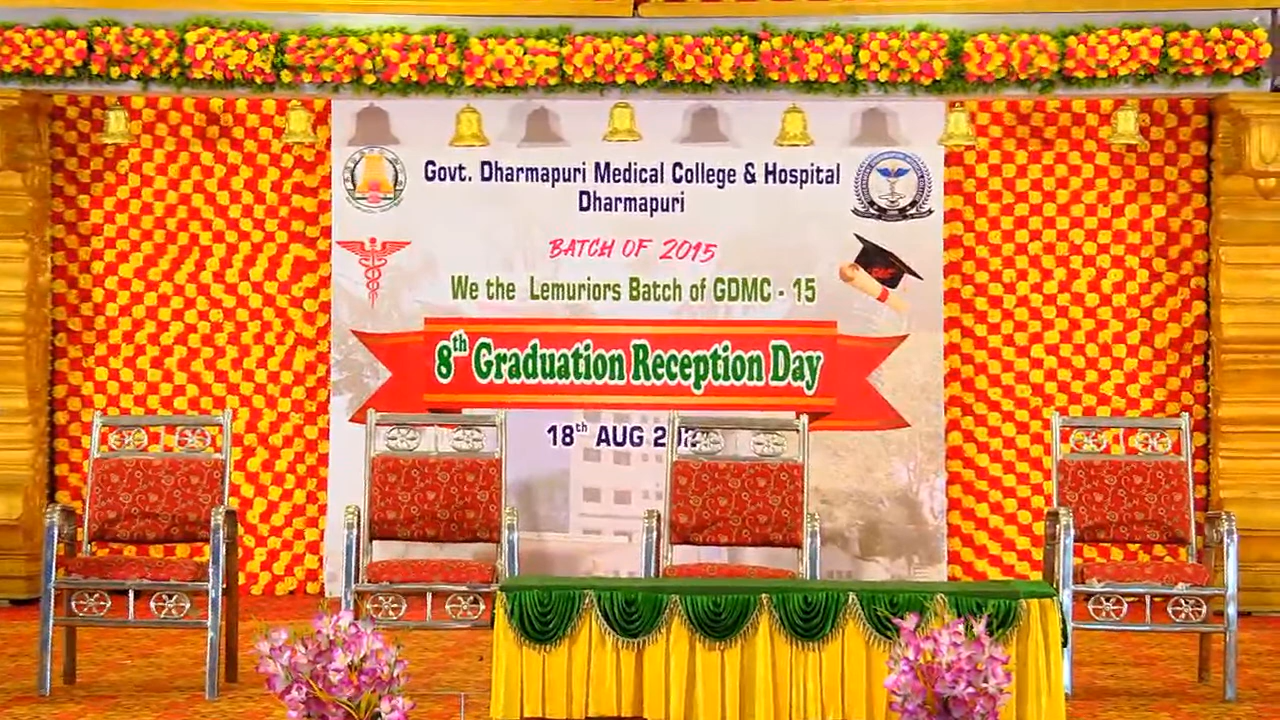 Govt. Dharmapuri Medical College & Hospital
Dharmapuri
BATCH OF 2015
We the Lemuriors Batch of GDMC - 15
8th Graduation Reception Day
18th AUG